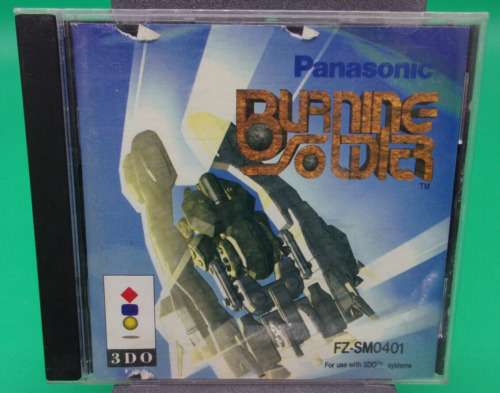 Panasonic
BURNING
SOLDIER
TM
3DO
FZ-SM0401
For use with 3DO™ systems